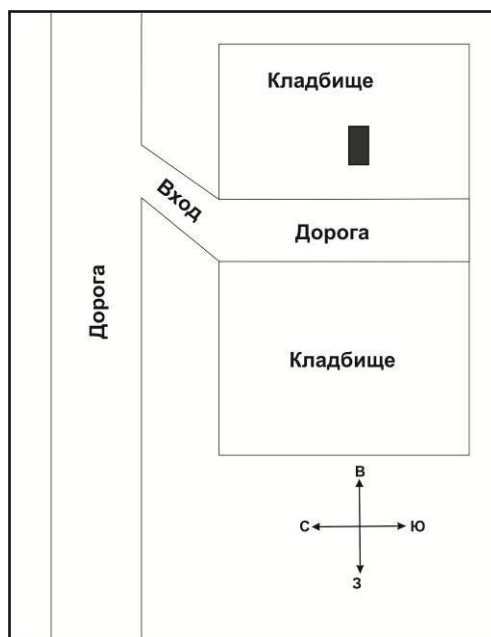 Кладбище
Вход
Дорога
Дорога
Кладбище
В
С
Ю
З